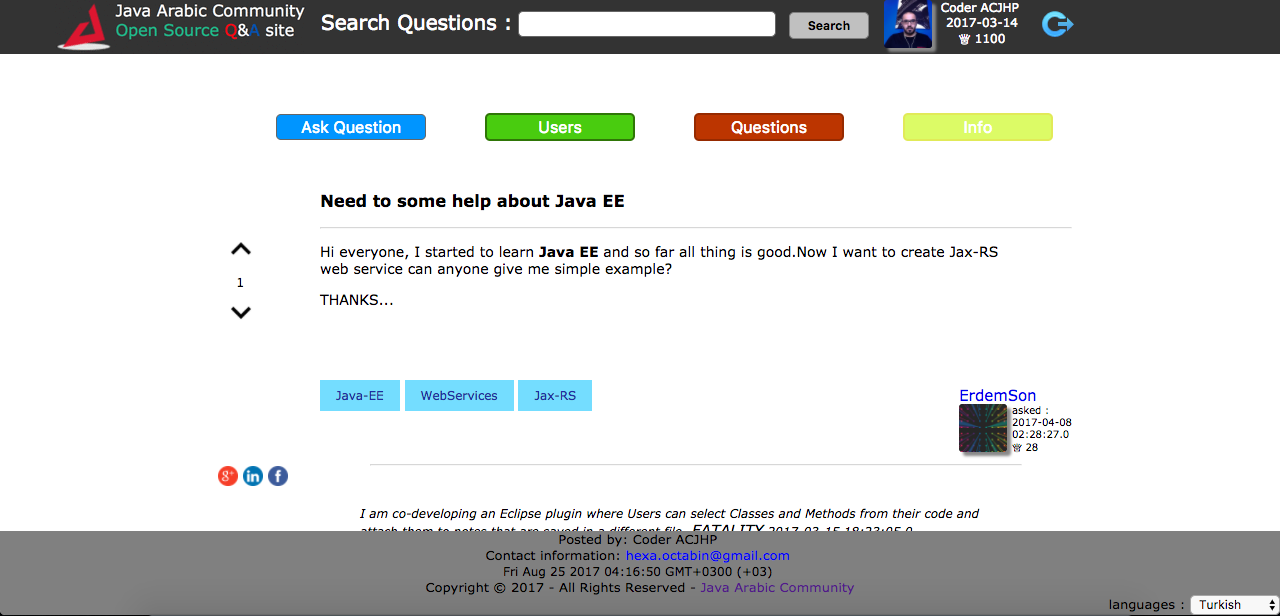 Java Arabic Community
Open Source Q&A site
Search Questions :
Search
Coder ACJHP
2017-03-14
1100
Ask Question
Users
Questions
Info
Need to some help about Java EE
Hi everyone, I started to learn Java EE and so far all thing is good.Now I want to create Jax-RS
web service can anyone give me simple example?
1
THANKS...
Java-EE
WebServices
Jax-RS
ErdemSon
asked :
2017-04-08
02:28:27.0
28
g+
in
f
I am co-developing an Eclipse plugin where Users can select Classes and Methods from their code and
attach them to notes that are saved in a different file. FATALITY 2017-03-15 18:23:05.0
Posted by: Coder ACJHP
Contact information: hexa.octabin@gmail.com
Fri Aug 25 2017 04:16:50 GMT+0300 (+03)
Copyright © 2017 - All Rights Reserved - Java Arabic Community
languages :
Turkish